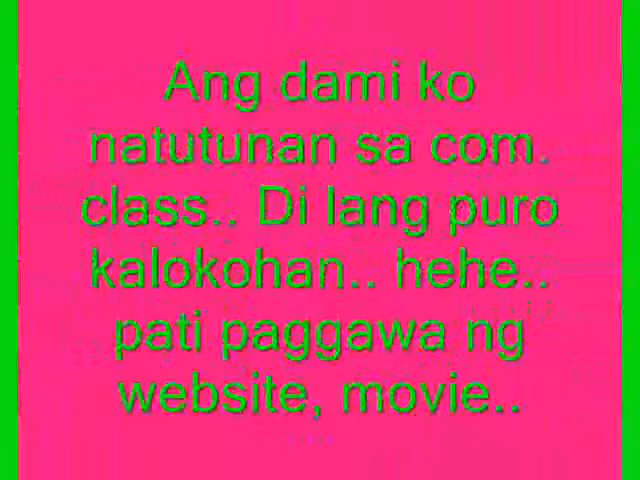 Ang dami ko
natutunan sa com.
class.. Di lang puro
kalokohan.. hehe..
pati paggawa ng
website, movie..